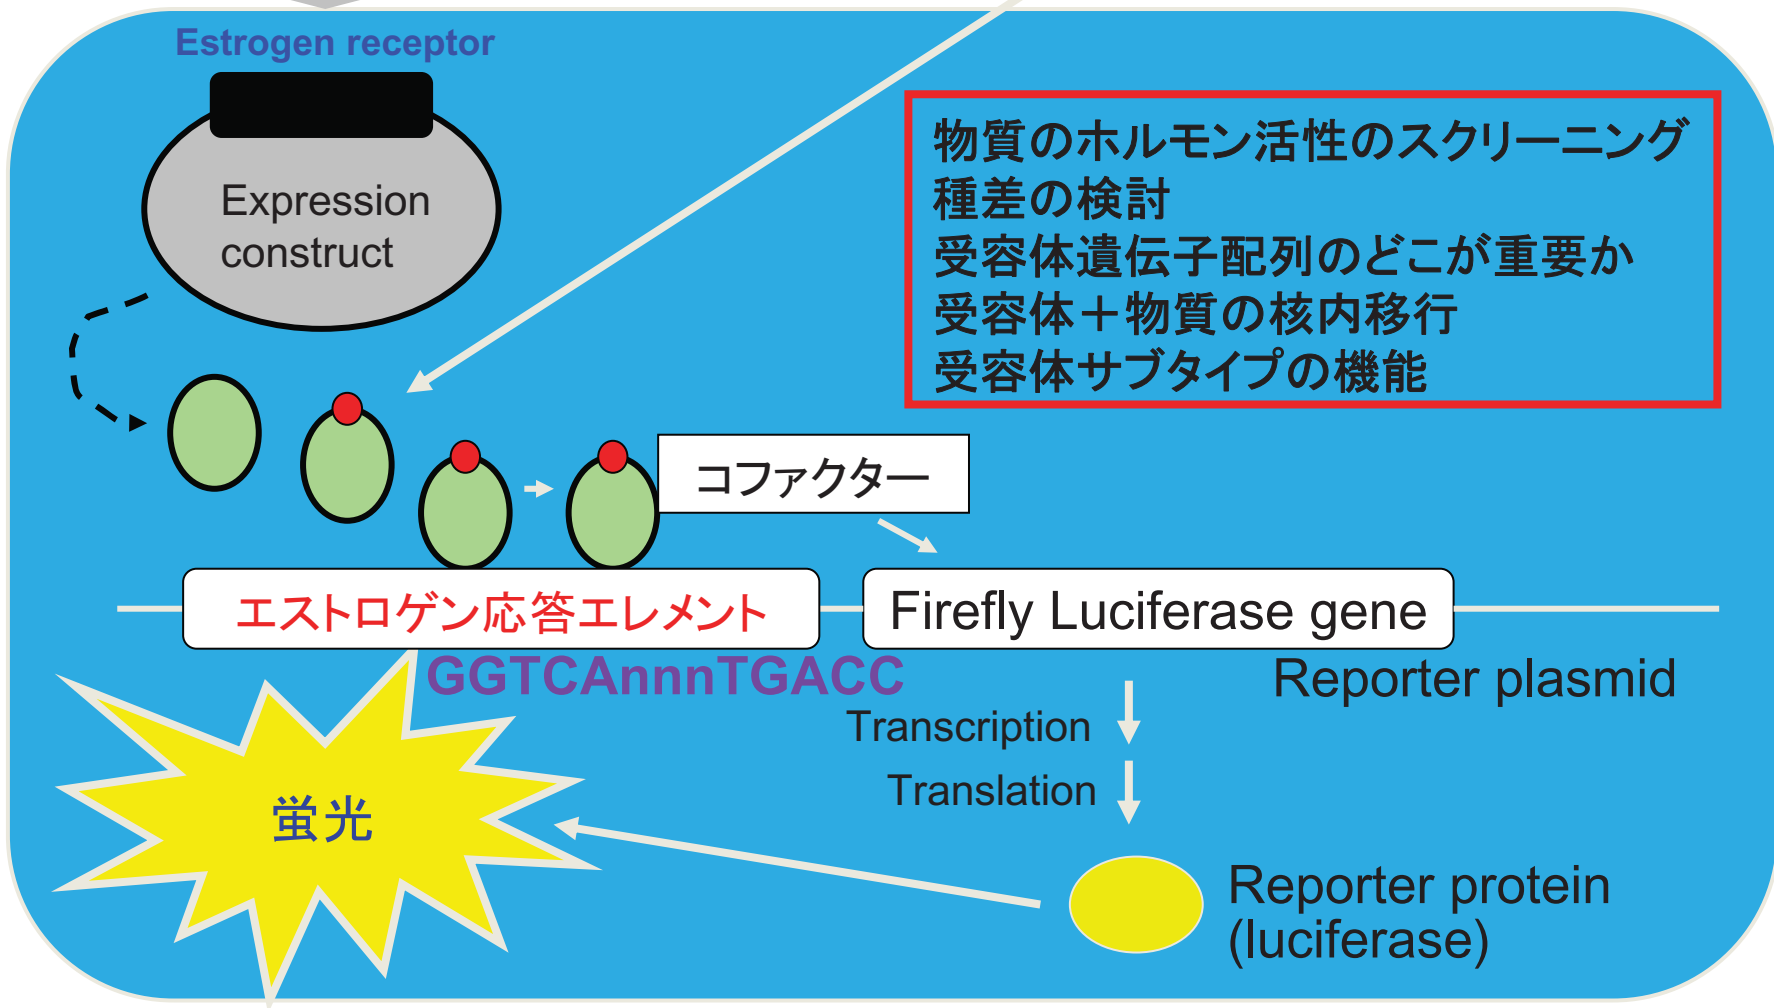 Estrogen receptor
Expression
construct
物質のホルモン活性のスクリーニング
種差の検討
受容体遺伝子配列のどこが重要か
受容体＋物質の核内移行
受容体サブタイプの機能
コファクター
エストロゲン応答エレメント
Firefly Luciferase gene
GGTCAnnnTGACC
Reporter plasmid
Transcription
Translation
蛍光
Reporter protein
(luciferase)